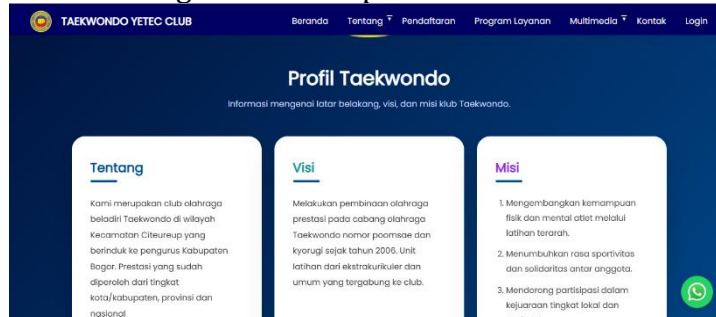 TAEKWONDO YETEC CLUB
Beranda Tentang Pendaftaran Program Layanan Multimedia Kontak Login
Profil Taekwondo
Informasi mengenai latar belakang, visi, dan misi klub Taekwondo.
Tentang
Kami merupakan club olahraga
beladiri Taekwondo di wilayah
Kecamatan Citeureup yang
berinduk ke pengurus Kabupaten
Bogor. Prestasi yang sudah
diperoleh dari tingkat
kota/kabupaten, provinsi dan
nasional
Visi
Melakukan pembinaan olahraga
prestasi pada cabang olahraga
Taekwondo nomor poomsae dan
kyorugi sejak tahun 2006. Unit
latihan dari ekstrakurikuler dan
umum yang tergabung ke club.
Misi
1. Mengembangkan kemampuan
fisik dan mental atlet melalui
latihan terarah.
2. Menumbuhkan rasa sportivitas
dan solidaritas antar anggota.
3. Mendorong partisipasi dalam
kejuaraan tingkat lokal dan